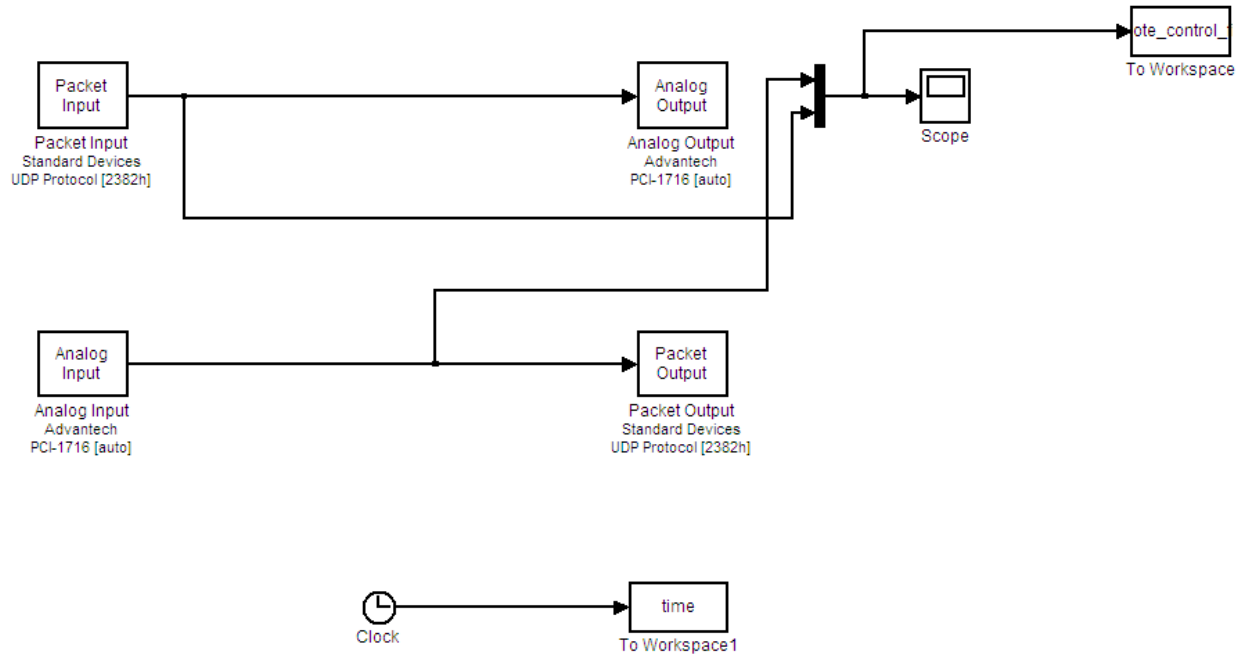 ote_control_
To Workspace
Packet
Input
Packet Input
Standard Devices
UDP Protocol [2382h]
Analog
Output
Analog Output
Advantech
PCI-1716 [auto]
Scope
Analog
Input
Analog Input
Advantech
PCI-1716 [auto]
Packet
Output
Packet Output
Standard Devices
UDP Protocol [2382h]
Clock
time
To Workspace1